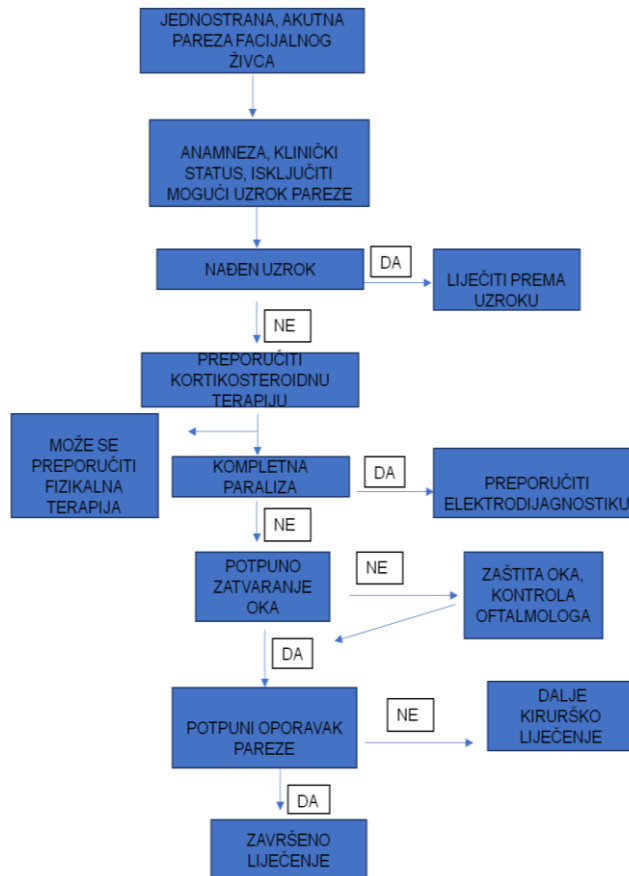 JEDNOSTRANA, AKUTNA
PAREZA FACIJALNOG
ŽIVCA
ANAMNEZA, KLINIČKI
STATUS, ISKLJUČITI
MOGUĆI UZROK PAREZE
NAĐEN UZROK
DA
LIJEČITI PREMA
UZROKU
NE
PREPORUČITI
KORTIKOSTEROIDNU
TERAPIJU
MOŽE SE
PREPORUČITI
FIZIKALNA
TERAPIJA
KOMPLETNA
PARALIZA
DA
PREPORUČITI
ELEKTRODIJAGNOSTIKU
NE
POTPUNO
ZATVARANJE
OKA
NE
ZAŠTITA OKA,
KONTROLA
OFTALMOLOGA
DA
POTPUNI OPORAVAK
PAREZE
NE
DALJE
KIRURŠKO
LIJEČENJE
DA
ZAVRŠENO
LIJEČENJE